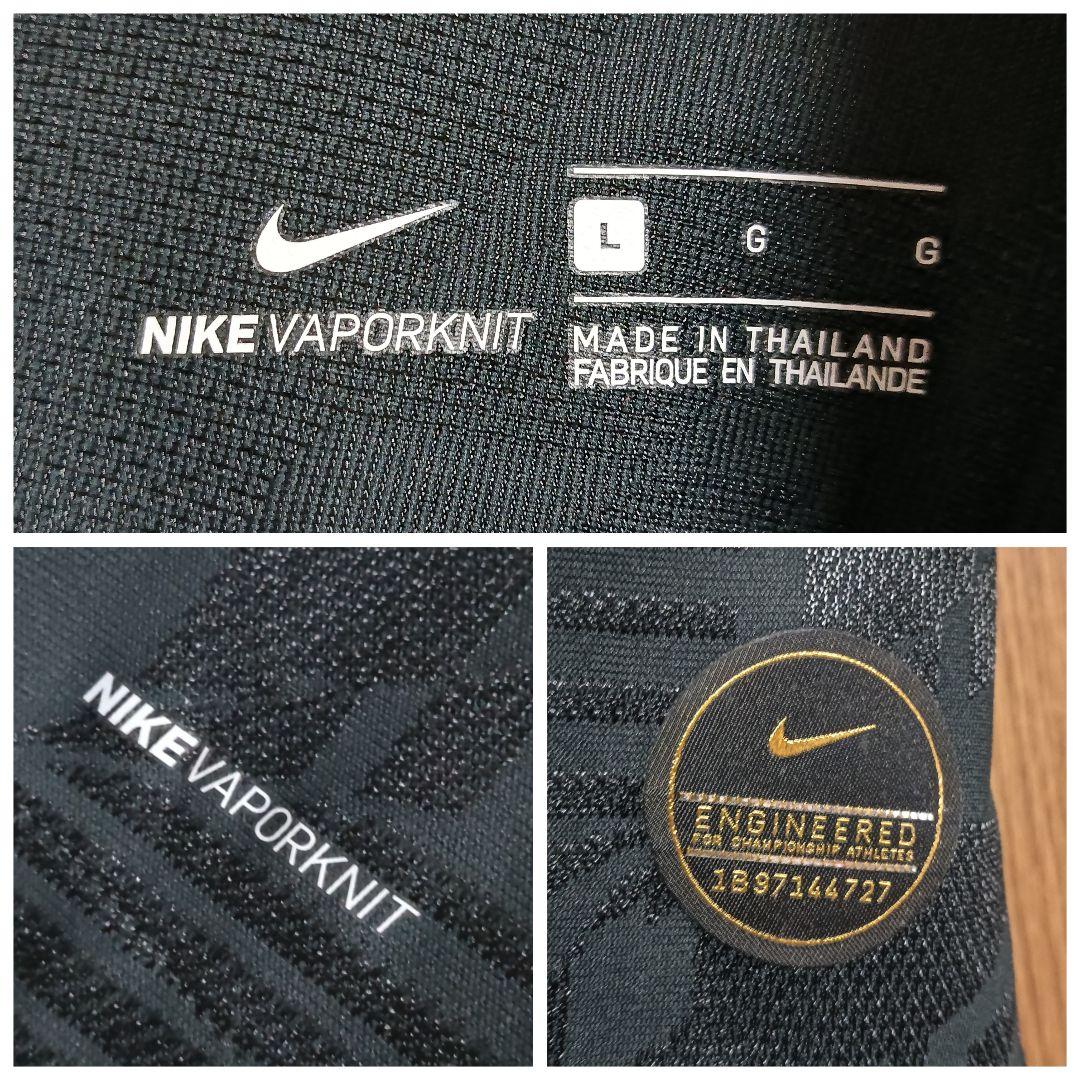 L G G
NIKE VAPORKNIT
MADE IN THAILAND
FABRIQUE EN THAILANDE
NIKE VAPORKNIT
ENGINEERED
FOR CHAMPIONSHIP ATHLETES
1B97144727